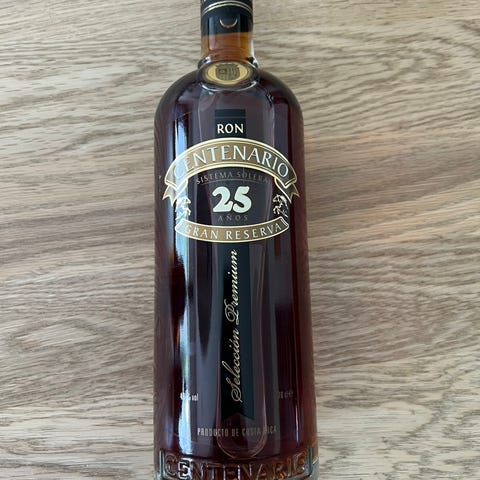 RON
CENTENARIO
SISTEMA SOLERA
25
AÑOS
GRAN RESERVA
Selección Premium
PRODUCTO DE COSTA RICA
CENTENARIO